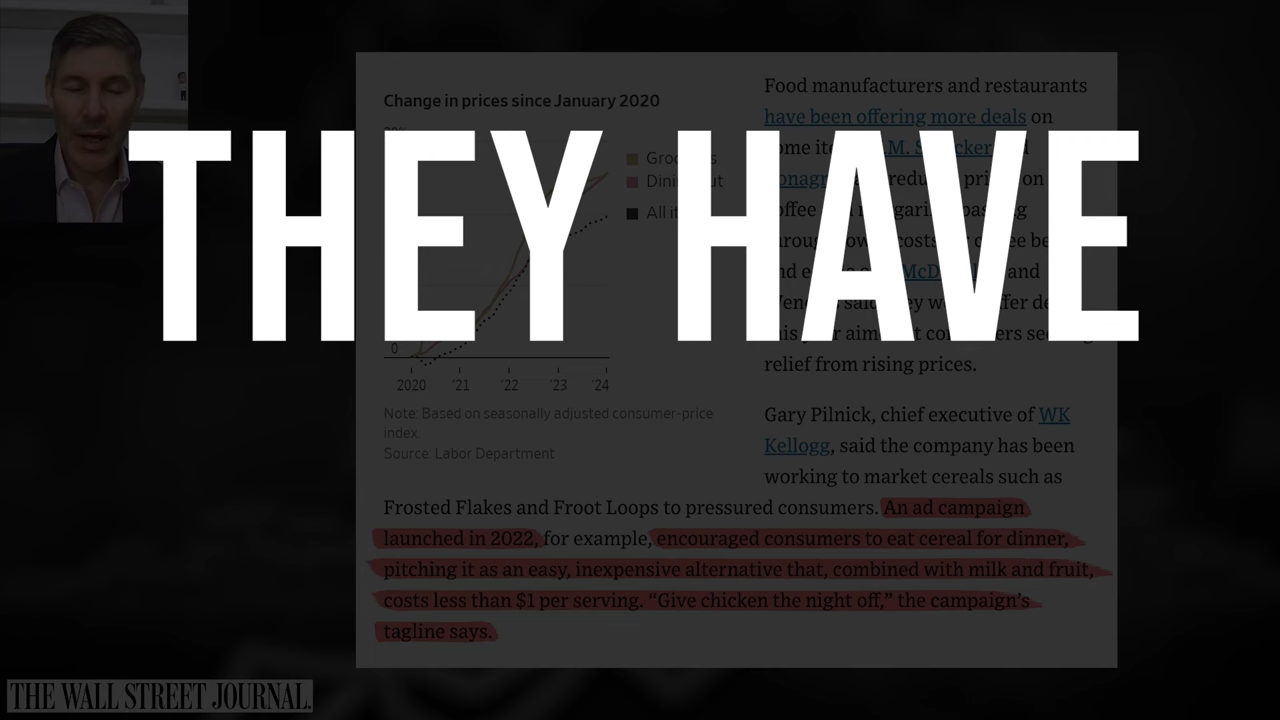 THEY HAVE
Change in prices since January 2020
All
0
2020 '21 '22 '23 '24
Note: Based on seasonally adjusted consumer-price
index.
Source: Labor Department
Food manufacturers and restaurants
have been offering more deals on
on
and
relief from rising prices.
Gary Pilnick, chief executive of WK
Kellogg, said the company has been
working to market cereals such as
Frosted Flakes and Froot Loops to pressured consumers. An ad campaign
launched in 2022, for example, encouraged consumers to eat cereal for dinner,
pitching it as an easy, inexpensive alternative that, combined with milk and fruit,
costs less than $1 per serving. “Give chicken the night off,” the campaign’s
tagline says.
THE WALL STREET JOURNAL.